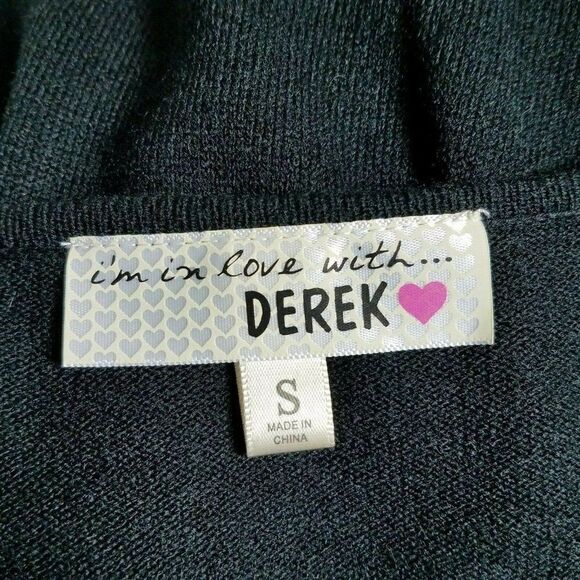 i'm in love with...
DEREK
S
MADE IN
CHINA